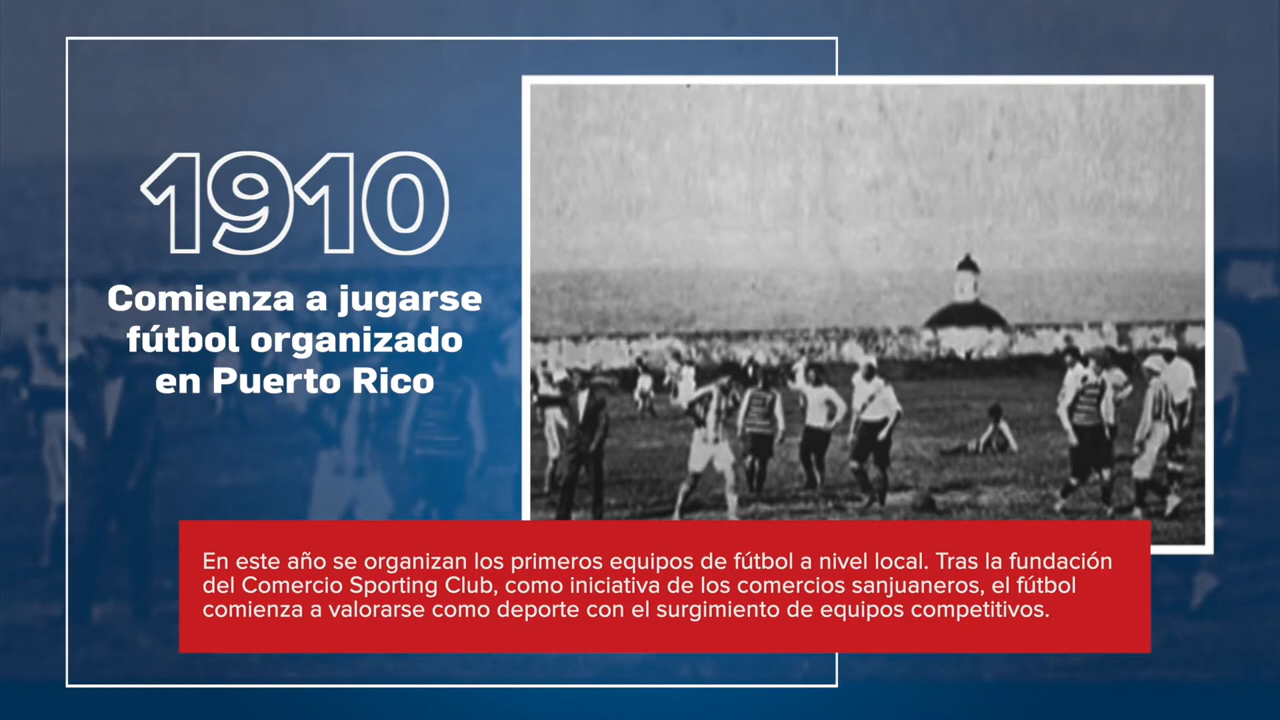 1910
Comienza a jugarse
fútbol organizado
en Puerto Rico
En este año se organizan los primeros equipos de fútbol a nivel local. Tras la fundación
del Comercio Sporting Club, como iniciativa de los comercios sanjuaneros, el fútbol
comienza a valorarse como deporte con el surgimiento de equipos competitivos.